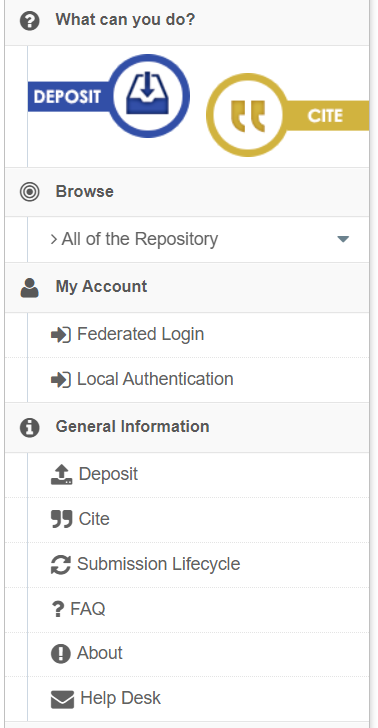 What can you do?
DEPOSIT
CITE
Browse
All of the Repository
My Account
Federated Login
Local Authentication
General Information
Deposit
Cite
Submission Lifecycle
FAQ
About
Help Desk